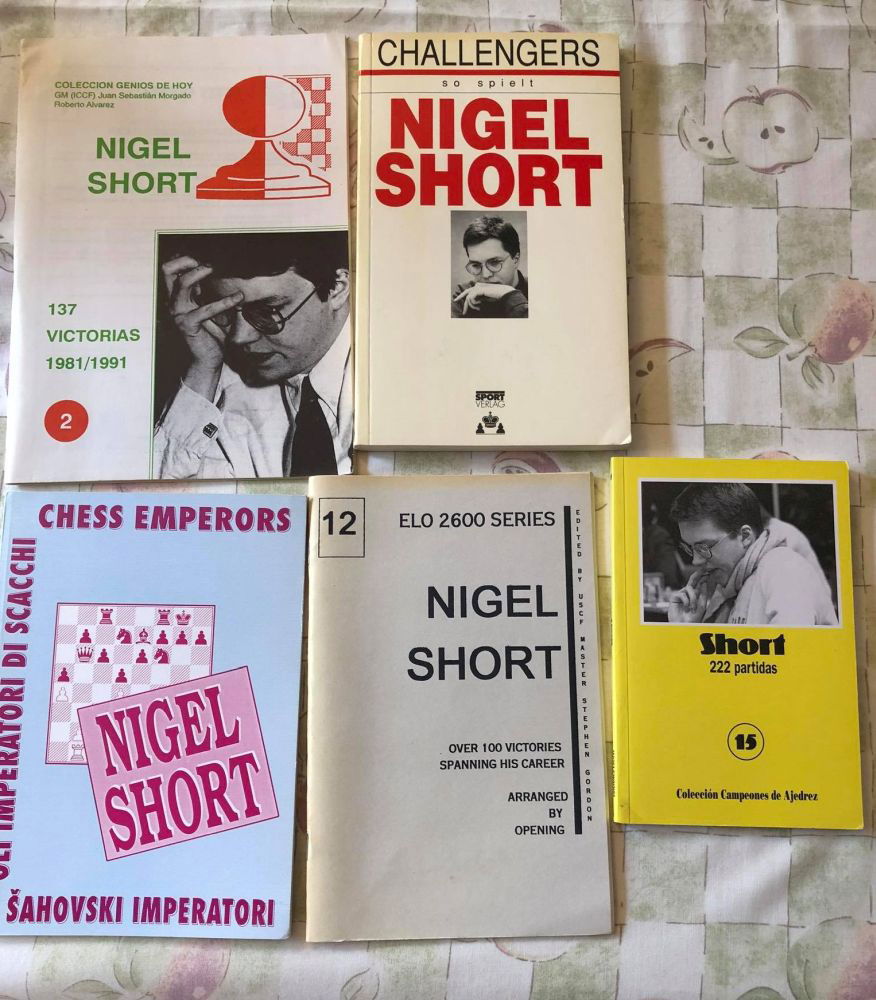 COLECCION GENIOS DE HOY
GM (ICCF) Juan Sebastián Morgado
Roberto Alvarez
NIGEL
SHORT
137
VICTORIAS
1981/1991
2
CHALLENGERS
so spielt
NIGEL
SHORT
SPORT
VERLAG
CHESS EMPERORS
GLI IMPERATORI DI SCACCHI
NIGEL
SHORT
ŠAHOVSKI IMPERATORI
12
ELO 2600 SERIES
EDITED BY USCF MASTER STEPHEN GORDON
NIGEL
SHORT
OVER 100 VICTORIES
SPANNING HIS CAREER
ARRANGED
BY
OPENING
Short
222 partidas
15
Colección Campeones de Ajedrez